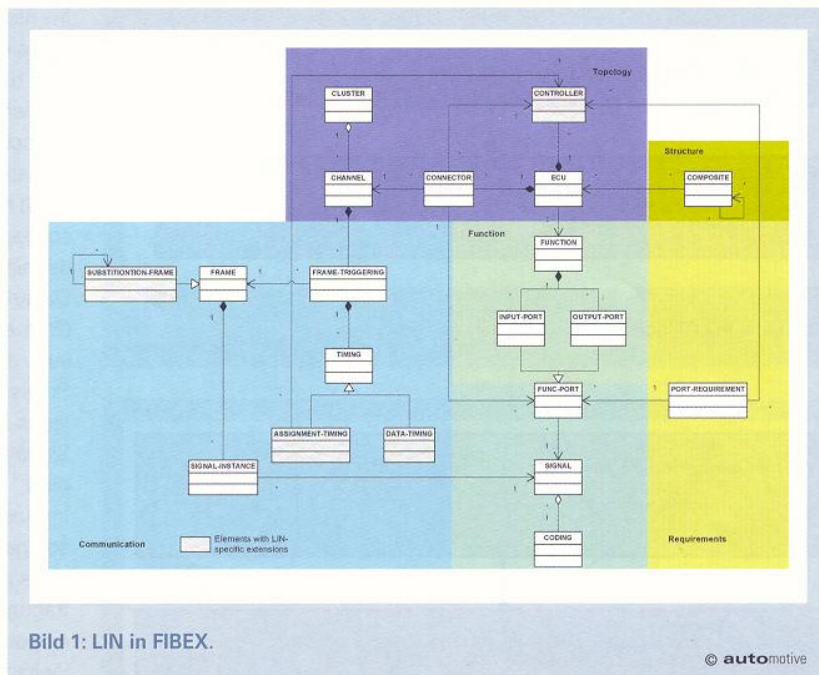 Topology
CLUSTER
CONTROLLER
Structure
CHANNEL
CONNECTOR
ECU
COMPOSITE
Function
FUNCTION
SUBSTITIONTION-FRAME
FRAME
FRAME-TRIGGERING
INPUT-PORT
OUTPUT-PORT
TIMING
FUNC-PORT
PORT-REQUIREMENT
ASSIGNMENT-TIMING
DATA-TIMING
SIGNAL-INSTANCE
SIGNAL
CODING
Communication
Elements with LIN-
specific extensions
Requirements
Bild 1: LIN in FIBEX.
© automotive